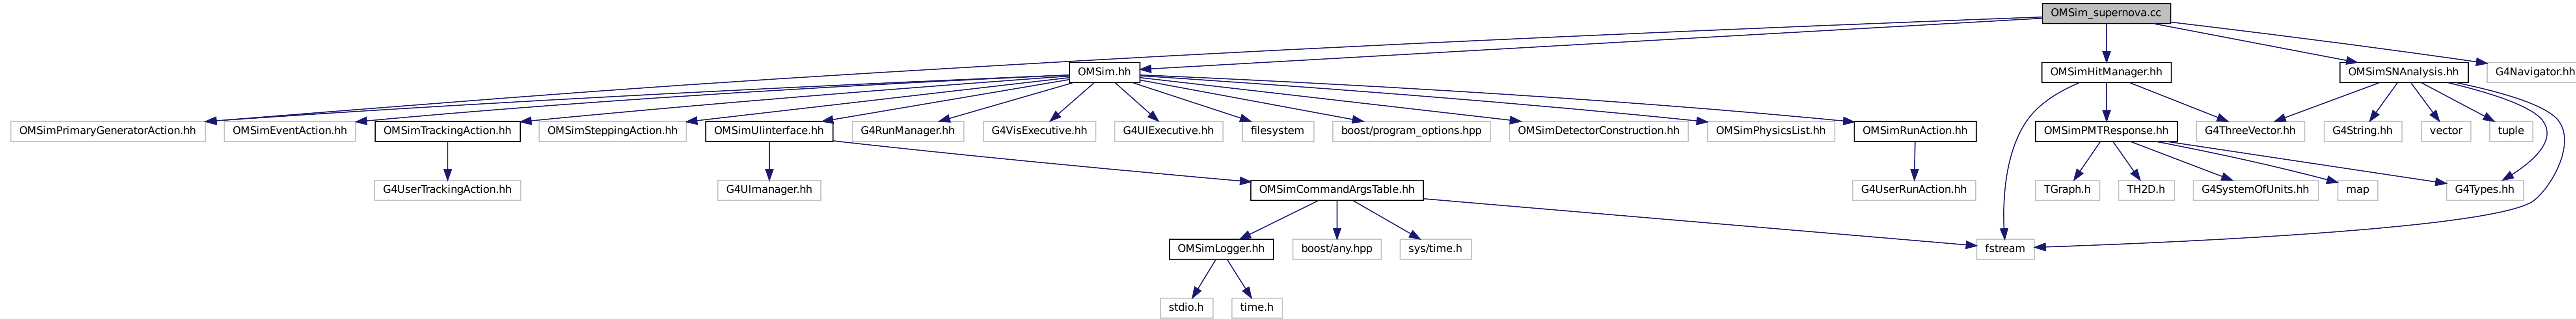 OMSim_supernova.cc
OMSim.hh
OMSimHitManager.hh
OMSimSNAnalysis.hh
G4Navigator.hh
OMSimPrimaryGeneratorAction.hh
OMSimEventAction.hh
OMSimTrackingAction.hh
OMSimSteppingAction.hh
OMSimUIinterface.hh
G4RunManager.hh
G4VisExecutive.hh
G4UIExecutive.hh
filesystem
boost/program_options.hpp
OMSimDetectorConstruction.hh
OMSimPhysicsList.hh
OMSimRunAction.hh
OMSimPMTResponse.hh
G4ThreeVector.hh
G4String.hh
vector
tuple
G4UserTrackingAction.hh
G4UImanager.hh
OMSimCommandArgsTable.hh
G4UserRunAction.hh
TGraph.h
TH2D.h
G4SystemOfUnits.hh
map
G4Types.hh
OMSimLogger.hh
boost/any.hpp
sys/time.h
fstream
stdio.h
time.h